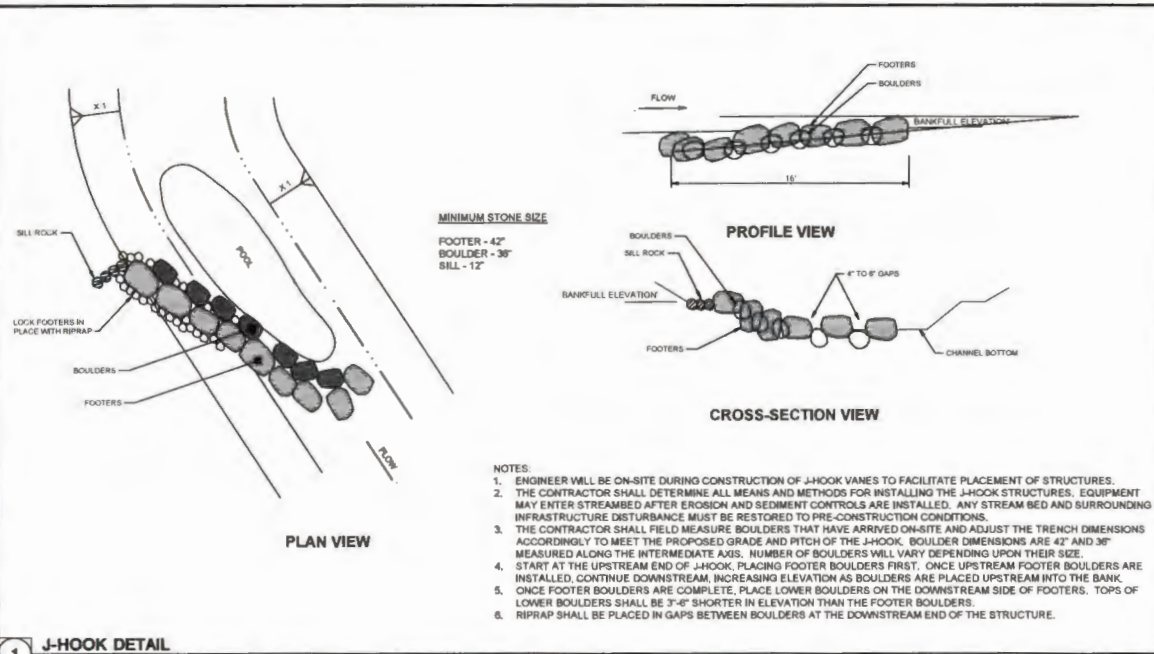 X:1
X:1
SILL ROCK
POOL
LOCK FOOTERS IN
PLACE WITH RIPRAP
BOULDERS
FOOTERS
FLOW
PLAN VIEW
MINIMUM STONE SIZE
FOOTER - 42"
BOULDER - 36"
SILL - 12"
FOOTERS
BOULDERS
FLOW
BANKFULL ELEVATION
16'
PROFILE VIEW
BOULDERS
SILL ROCK
4" TO 6" GAPS
BANKFULL ELEVATION
FOOTERS
CHANNEL BOTTOM
CROSS-SECTION VIEW
NOTES:
1. ENGINEER WILL BE ON-SITE DURING CONSTRUCTION OF J-HOOK VANES TO FACILITATE PLACEMENT OF STRUCTURES.
2. THE CONTRACTOR SHALL DETERMINE ALL MEANS AND METHODS FOR INSTALLING THE J-HOOK STRUCTURES. EQUIPMENT
MAY ENTER STREAMBED AFTER EROSION AND SEDIMENT CONTROLS ARE INSTALLED. ANY STREAM BED AND SURROUNDING
INFRASTRUCTURE DISTURBANCE MUST BE RESTORED TO PRE-CONSTRUCTION CONDITIONS.
3. THE CONTRACTOR SHALL FIELD MEASURE BOULDERS THAT HAVE ARRIVED ON-SITE AND ADJUST THE TRENCH DIMENSIONS
ACCORDINGLY TO MEET THE PROPOSED GRADE AND PITCH OF THE J-HOOK. BOULDER DIMENSIONS ARE 42" AND 36"
MEASURED ALONG THE INTERMEDIATE AXIS. NUMBER OF BOULDERS WILL VARY DEPENDING UPON THEIR SIZE.
4. START AT THE UPSTREAM END OF J-HOOK, PLACING FOOTER BOULDERS FIRST. ONCE UPSTREAM FOOTER BOULDERS ARE
INSTALLED, CONTINUE DOWNSTREAM, INCREASING ELEVATION AS BOULDERS ARE PLACED UPSTREAM INTO THE BANK.
5. ONCE FOOTER BOULDERS ARE COMPLETE, PLACE LOWER BOULDERS ON THE DOWNSTREAM SIDE OF FOOTERS. TOPS OF
LOWER BOULDERS SHALL BE 3"-6" SHORTER IN ELEVATION THAN THE FOOTER BOULDERS.
6. RIPRAP SHALL BE PLACED IN GAPS BETWEEN BOULDERS AT THE DOWNSTREAM END OF THE STRUCTURE.
1 J-HOOK DETAIL